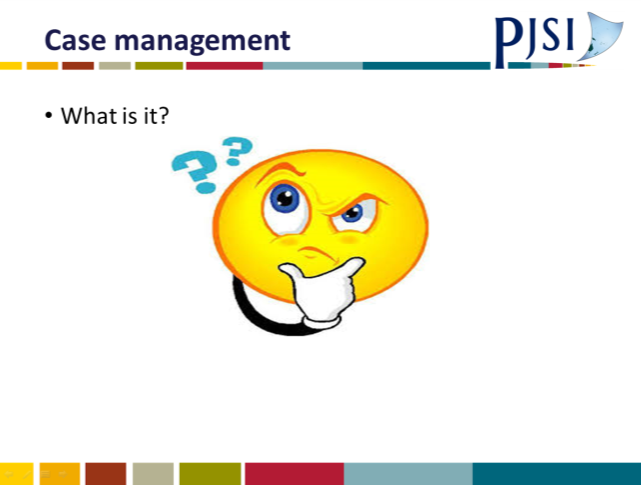 Case management
PJSI
• What is it?
? ?